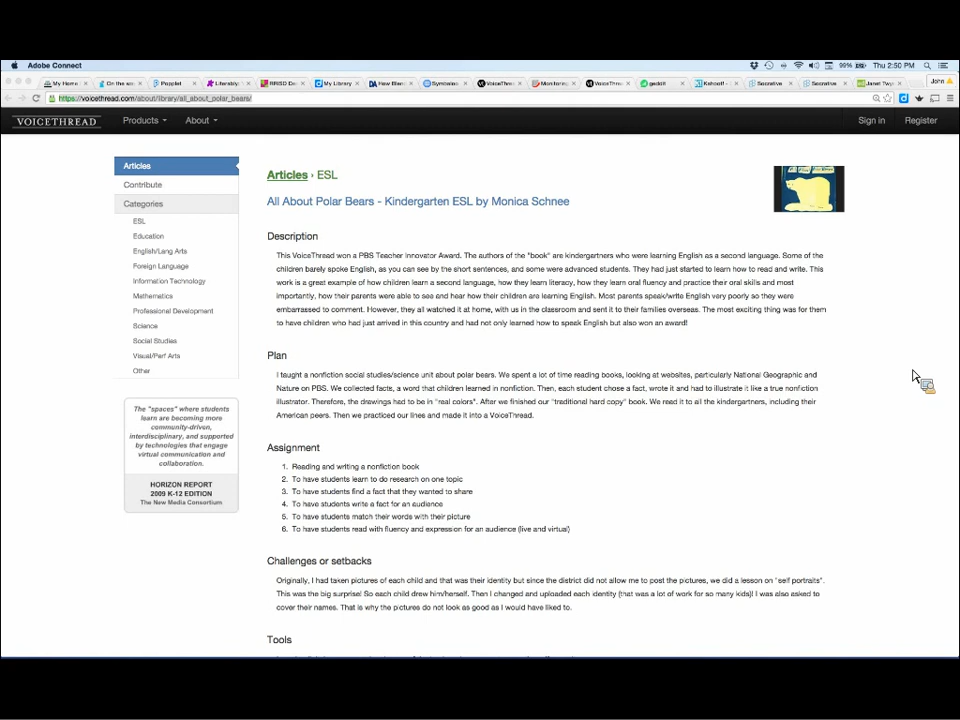 Adobe Connect
99%
Thu 2:50 PM
My Home
On the sm
Popplet
Literably:
RRISD De
My Library
How Blen
Symbaloo
VoiceThre
Monitoring
VoiceThre
geddit
Kahoot!
Socrative
Socrative
Janet Twy
John
https://voicethread.com/about/library/all_about_polar_bears/
VOICETHREAD
Products
About
Sign in
Register
Articles
Contribute
Categories
ESL
Education
English/Lang Arts
Foreign Language
Information Technology
Mathematics
Professional Development
Science
Social Studies
Visual/Perf Arts
Other
The "spaces" where students
learn are becoming more
community-driven,
interdisciplinary, and supported
by technologies that engage
virtual communication and
collaboration.
HORIZON REPORT
2009 K-12 EDITION
The New Media Consortium
Articles › ESL
All About Polar Bears - Kindergarten ESL by Monica Schnee
Description
This VoiceThread won a PBS Teacher Innovator Award. The authors of the "book" are kindergartners who were learning English as a second language. Some of the
children barely spoke English, as you can see by the short sentences, and some were advanced students. They had just started to learn how to read and write. This
work is a great example of how children learn a second language, how they learn literacy, how they learn oral fluency and practice their oral skills and most
importantly, how their parents were able to see and hear how their children are learning English. Most parents speak/write English very poorly so they were
embarrassed to comment. However, they all watched it at home, with us in the classroom and sent it to their families overseas. The most exciting thing was for them
to have children who had just arrived in this country and had not only learned how to speak English but also won an award!
Plan
I taught a nonfiction social studies/science unit about polar bears. We spent a lot of time reading books, looking at websites, particularly National Geographic and
Nature on PBS. We collected facts, a word that children learned in nonfiction. Then, each student chose a fact, wrote it and had to illustrate it like a true nonfiction
illustrator. Therefore, the drawings had to be in "real colors". After we finished our "traditional hard copy" book. We read it to all the kindergartners, including their
American peers. Then we practiced our lines and made it into a VoiceThread.
Assignment
1. Reading and writing a nonfiction book
2. To have students learn to do research on one topic
3. To have students find a fact that they wanted to share
4. To have students write a fact for an audience
5. To have students match their words with their picture
6. To have students read with fluency and expression for an audience (live and virtual)
Challenges or setbacks
Originally, I had taken pictures of each child and that was their identity but since the district did not allow me to post the pictures, we did a lesson on "self portraits".
This was the big surprise! So each child drew him/herself. Then I changed and uploaded each identity (that was a lot of work for so many kids)! I was also asked to
cover their names. That is why the pictures do not look as good as I would have liked to.
Tools